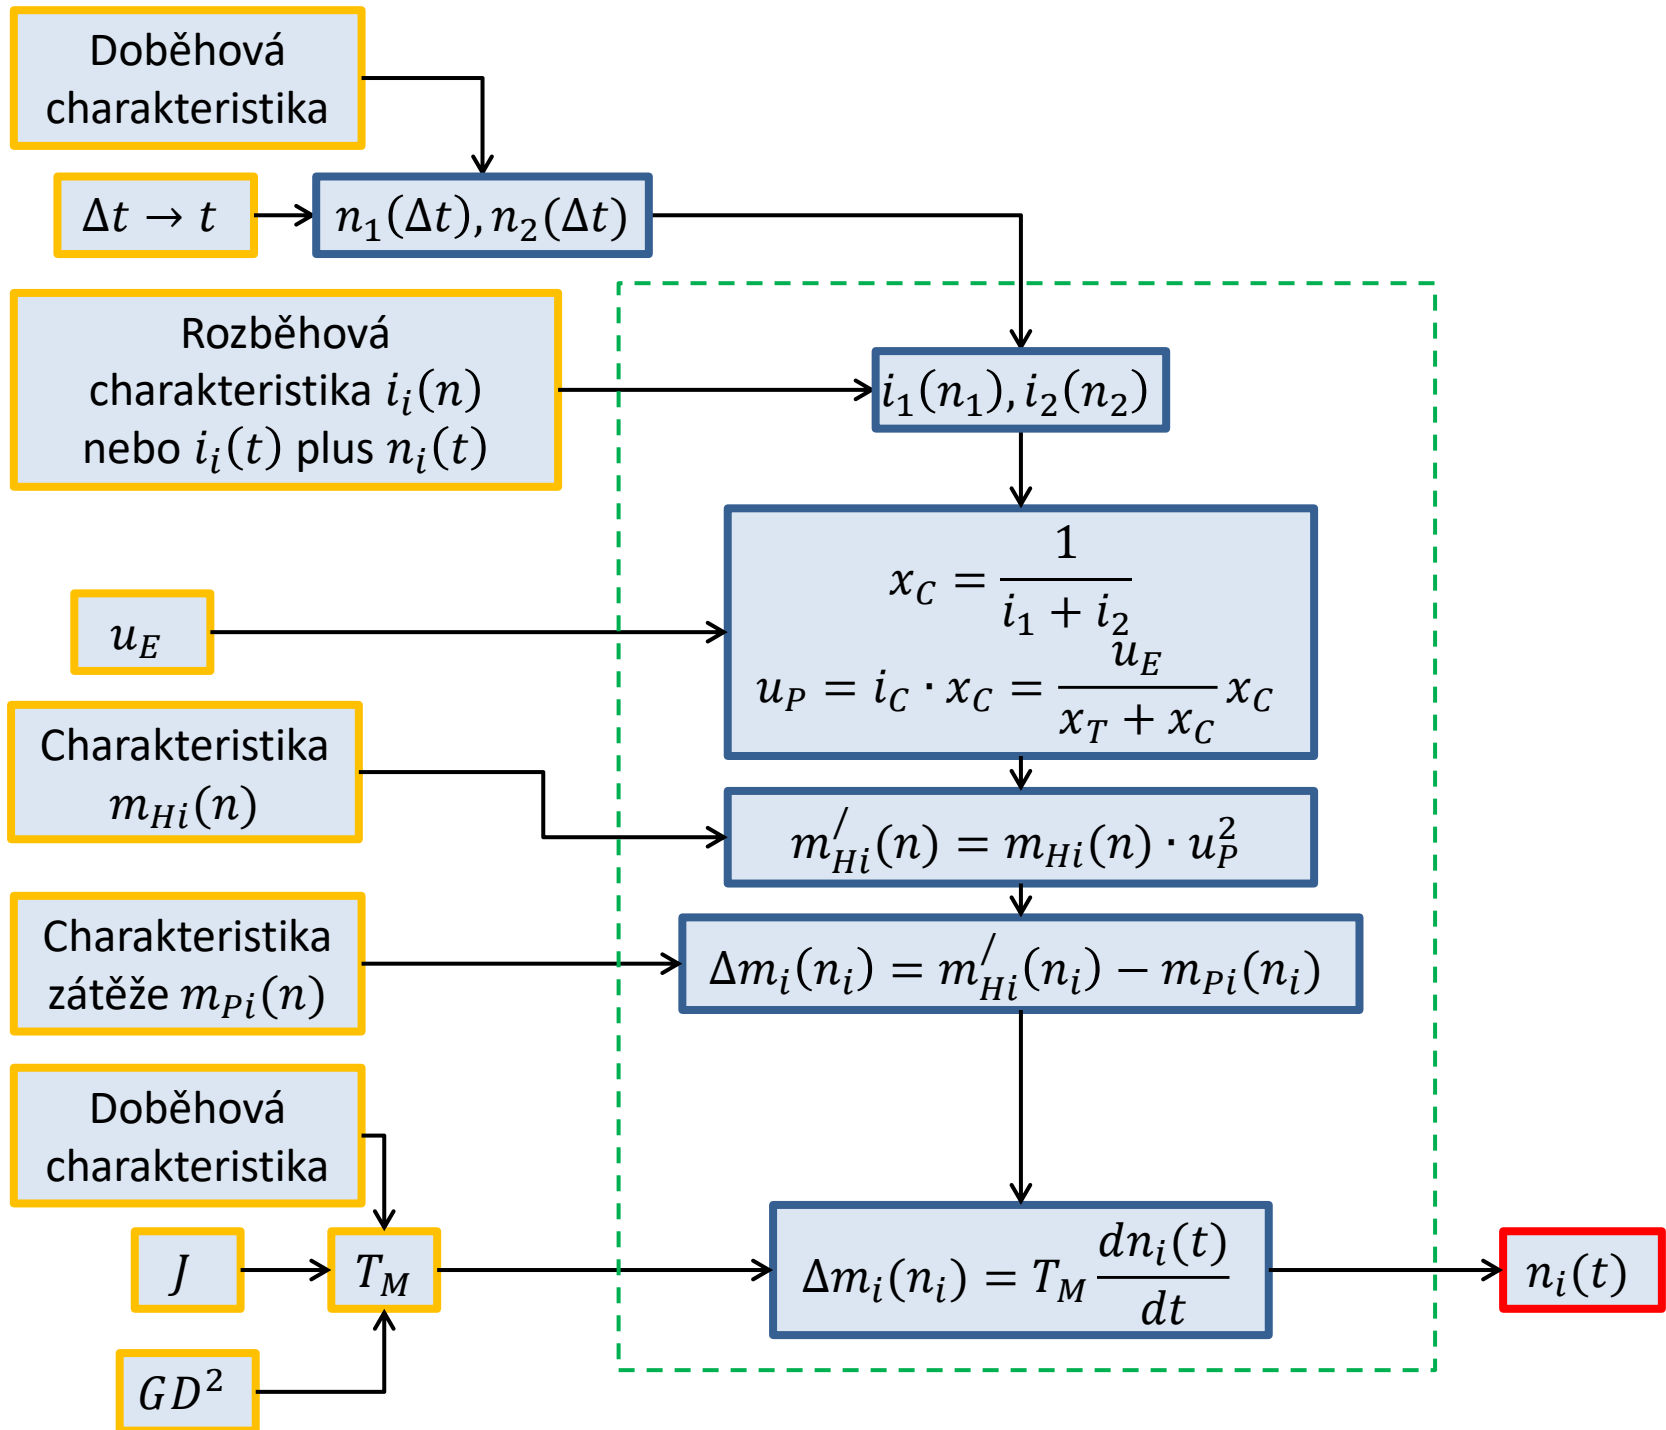 Doběhová
charakteristika
Δt → t
n₁(Δt), n₂(Δt)
Rozběhová
charakteristika iᵢ(n)
nebo iᵢ(t) plus nᵢ(t)
i₁(n₁), i₂(n₂)
x_C = 1 / (i₁ + i₂)
u_E
u_P = i_C · x_C = u_E / (x_T + x_C) x_C
Charakteristika
m_Hi(n)
m_Hi^/(n) = m_Hi(n) · u_P²
Charakteristika
zátěže m_Pi(n)
Δmᵢ(nᵢ) = m_Hi^/(nᵢ) − m_Pi(nᵢ)
Doběhová
charakteristika
J
T_M
Δmᵢ(nᵢ) = T_M dnᵢ(t) / dt
nᵢ(t)
GD²